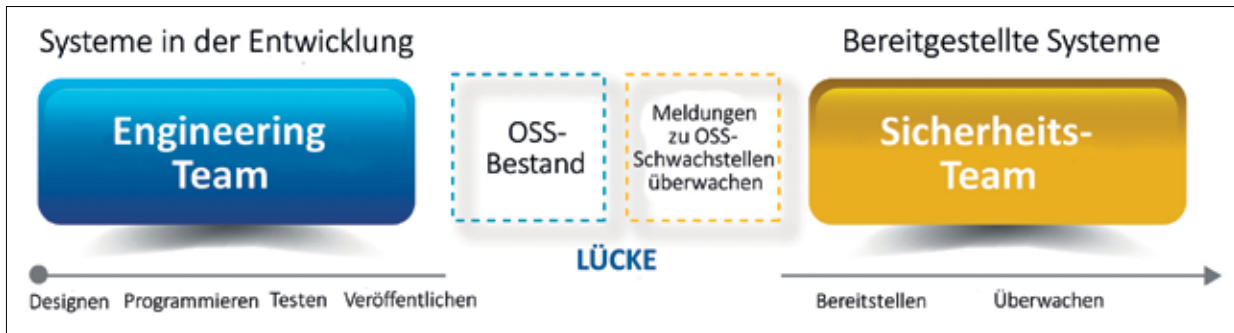 Systeme in der Entwicklung
Bereitgestellte Systeme
Engineering
Team
OSS-
Bestand
Meldungen
zu OSS-
Schwachstellen
überwachen
Sicherheits-
Team
LÜCKE
Designen Programmieren Testen Veröffentlichen
Bereitstellen Überwachen